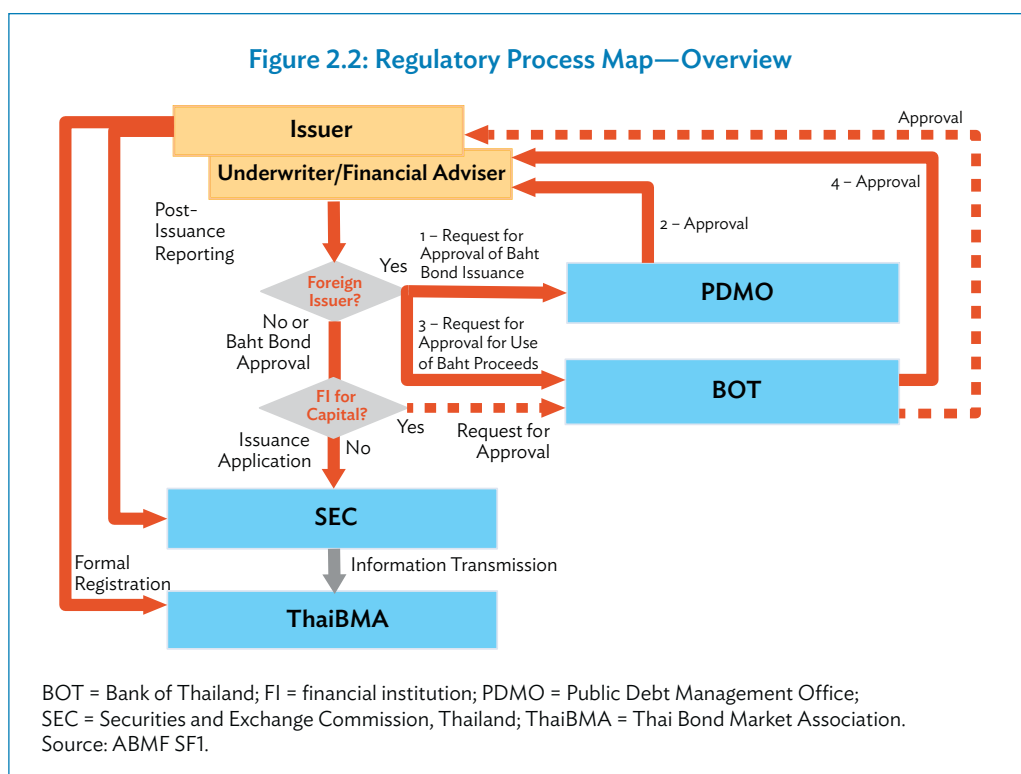 Figure 2.2: Regulatory Process Map—Overview
Issuer
Approval
Underwriter/Financial Adviser
4 – Approval
Post-
Issuance
Reporting
2 – Approval
1 – Request for
Approval of Baht
Bond Issuance
Yes
Foreign
Issuer?
PDMO
No or
Baht Bond
Approval
3 – Request for
Approval for Use
of Baht Proceeds
BOT
FI for
Capital?
Yes
Request for
Approval
Issuance
Application
No
SEC
Information Transmission
Formal
Registration
ThaiBMA
BOT = Bank of Thailand; FI = financial institution; PDMO = Public Debt Management Office;
SEC = Securities and Exchange Commission, Thailand; ThaiBMA = Thai Bond Market Association.
Source: ABMF SF1.